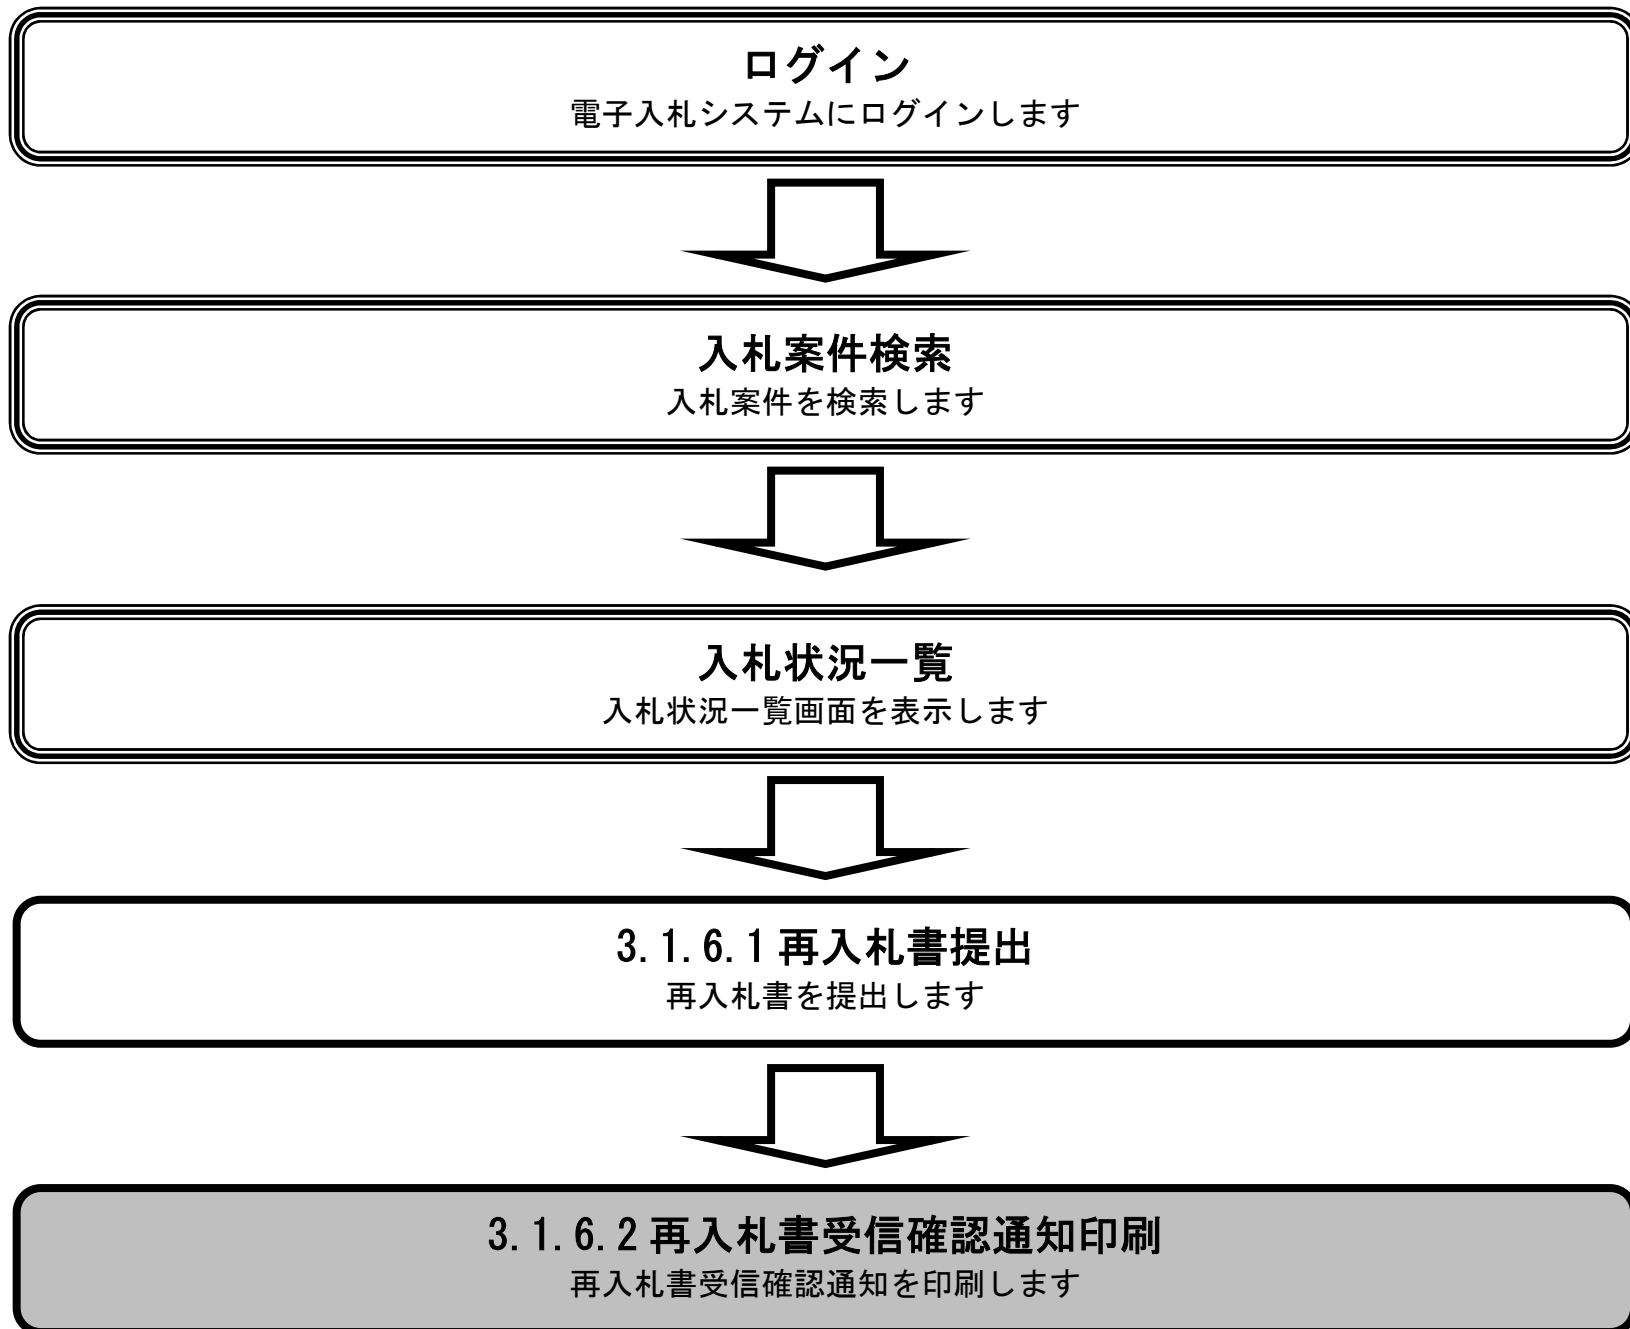 ログイン
電子入札システムにログインします
入札案件検索
入札案件を検索します
入札状況一覧
入札状況一覧画面を表示します
3.1.6.1再入札書提出
再入札書を提出します
3.1.6.2再入札書受信確認通知印刷
再入札書受信確認通知を印刷します